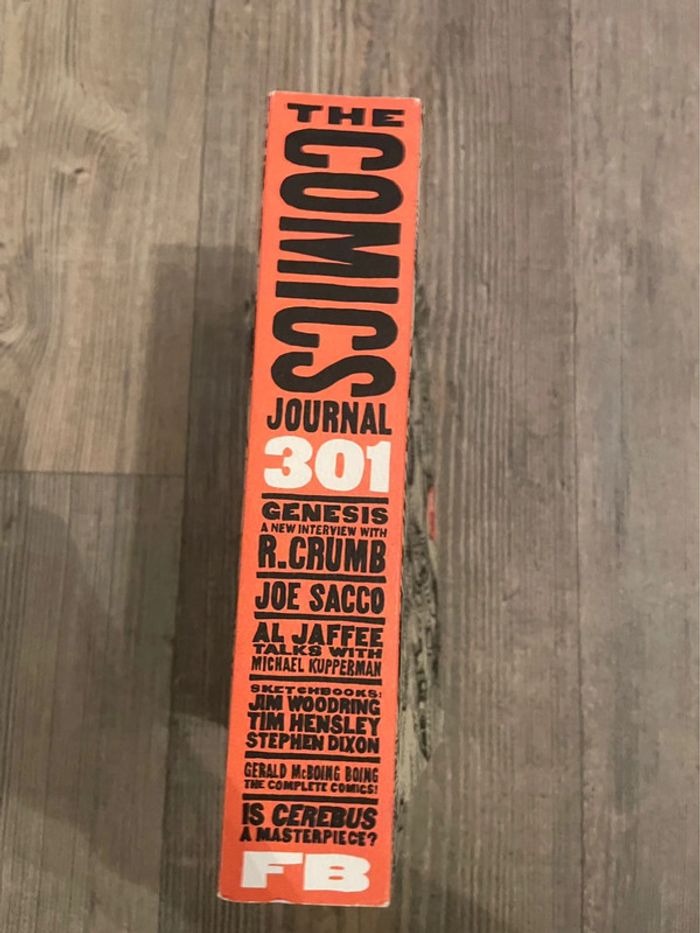 THE
COMICS
JOURNAL
301
GENESIS
A NEW INTERVIEW WITH
R.CRUMB
JOE SACCO
AL JAFFEE
TALKS WITH
MICHAEL KUPPERMAN
SKETCHBOOKS:
JIM WOODRING
TIM HENSLEY
STEPHEN DIXON
GERALD McBOING BOING
THE COMPLETE COMICS!
IS CEREBUS
A MASTERPIECE?
FB